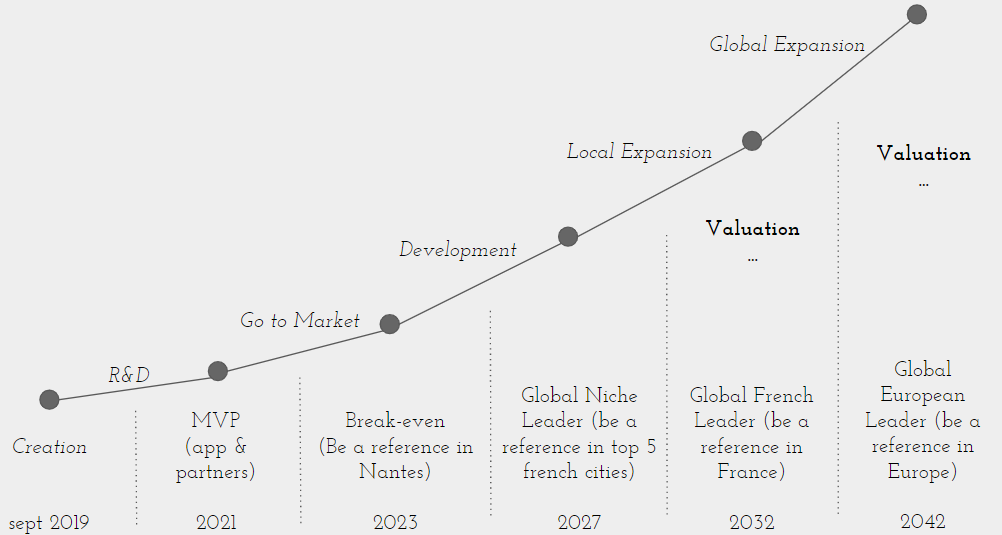 Global Expansion
Local Expansion
Valuation
...
Development
Valuation
...
Go to Market
R&D
Creation
sept 2019
MVP
(app &
partners)
2021
Break-even
(Be a reference in
Nantes)
2023
Global Niche
Leader (be a
reference in top 5
french cities)
2027
Global French
Leader (be a
reference in
France)
2032
Global
European
Leader (be a
reference in
Europe)
2042